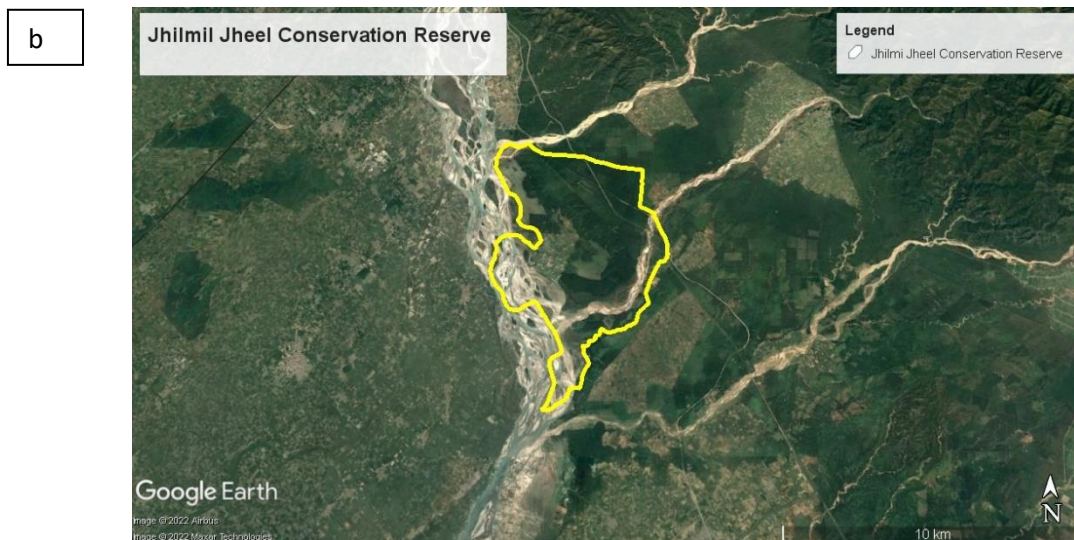 b
Jhilmil Jheel Conservation Reserve
Legend
Jhilmi Jheel Conservation Reserve
Google Earth
Image © 2022 Airbus
Image © 2022 Maxar Technologies
N
10 km